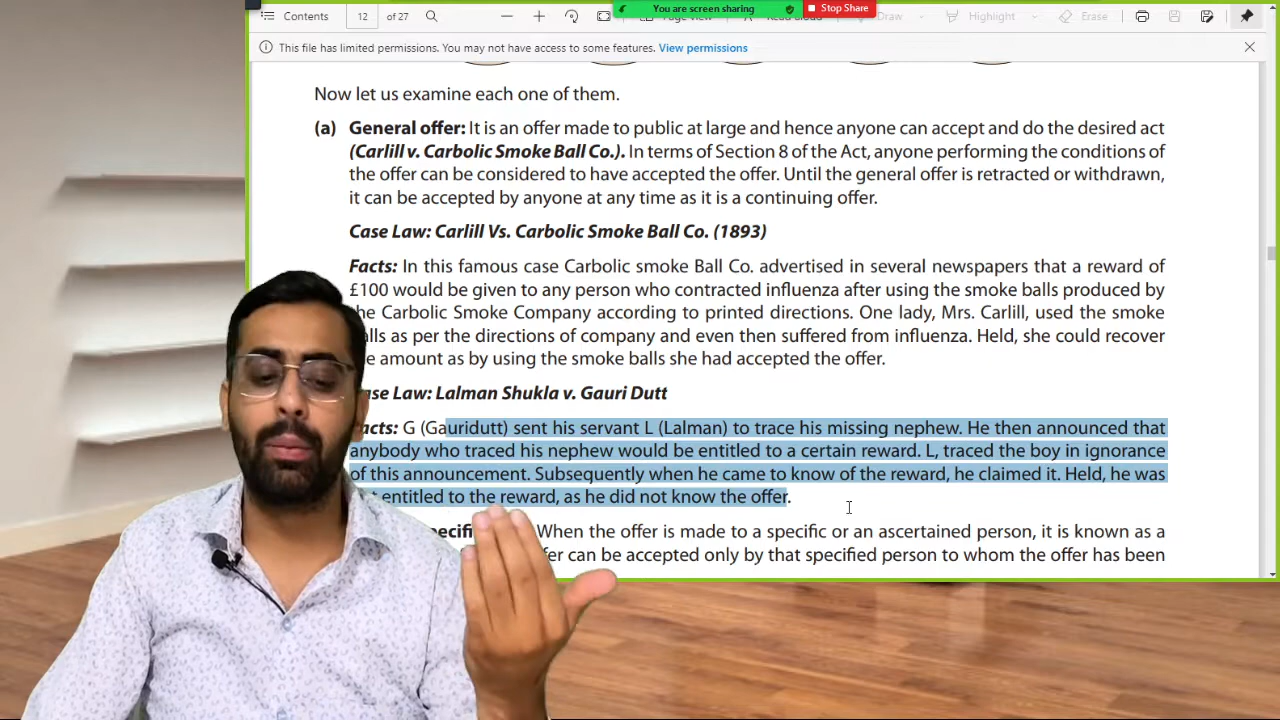 You are screen sharing
Stop Share
Contents
12 of 27
Highlight
Erase
This file has limited permissions. You may not have access to some features. View permissions
Now let us examine each one of them.
(a) General offer: It is an offer made to public at large and hence anyone can accept and do the desired act
(Carlill v. Carbolic Smoke Ball Co.). In terms of Section 8 of the Act, anyone performing the conditions of
the offer can be considered to have accepted the offer. Until the general offer is retracted or withdrawn,
it can be accepted by anyone at any time as it is a continuing offer.
Case Law: Carlill Vs. Carbolic Smoke Ball Co. (1893)
Facts: In this famous case Carbolic smoke Ball Co. advertised in several newspapers that a reward of
£100 would be given to any person who contracted influenza after using the smoke balls produced by
he Carbolic Smoke Company according to printed directions. One lady, Mrs. Carlill, used the smoke
alls as per the directions of company and even then suffered from influenza. Held, she could recover
e amount as by using the smoke balls she had accepted the offer.
se Law: Lalman Shukla v. Gauri Dutt
acts: G (Gauridutt) sent his servant L (Lalman) to trace his missing nephew. He then announced that
anybody who traced his nephew would be entitled to a certain reward. L, traced the boy in ignorance
of this announcement. Subsequently when he came to know of the reward, he claimed it. Held, he was
entitled to the reward, as he did not know the offer.
When the offer is made to a specific or an ascertained person, it is known as a
offer can be accepted only by that specified person to whom the offer has been